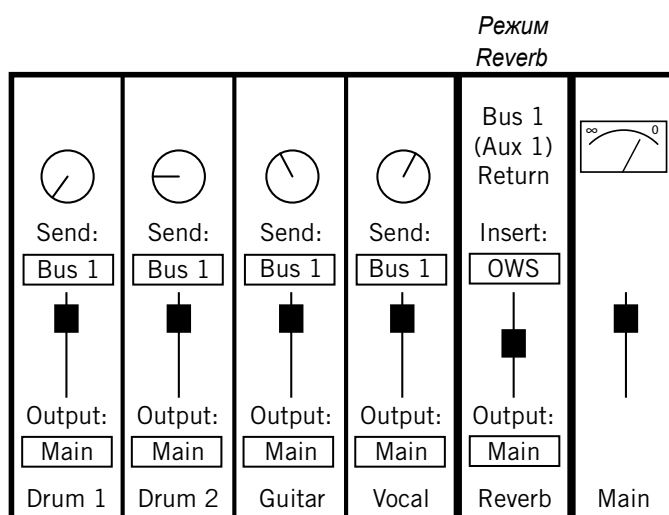 Режим
Reverb
Bus 1
(Aux 1)
Return
∞ 0
Send: Send: Send: Send: Insert:
Bus 1 Bus 1 Bus 1 Bus 1 OWS
Output: Output: Output: Output: Output:
Main Main Main Main Main
Drum 1 Drum 2 Guitar Vocal Reverb Main